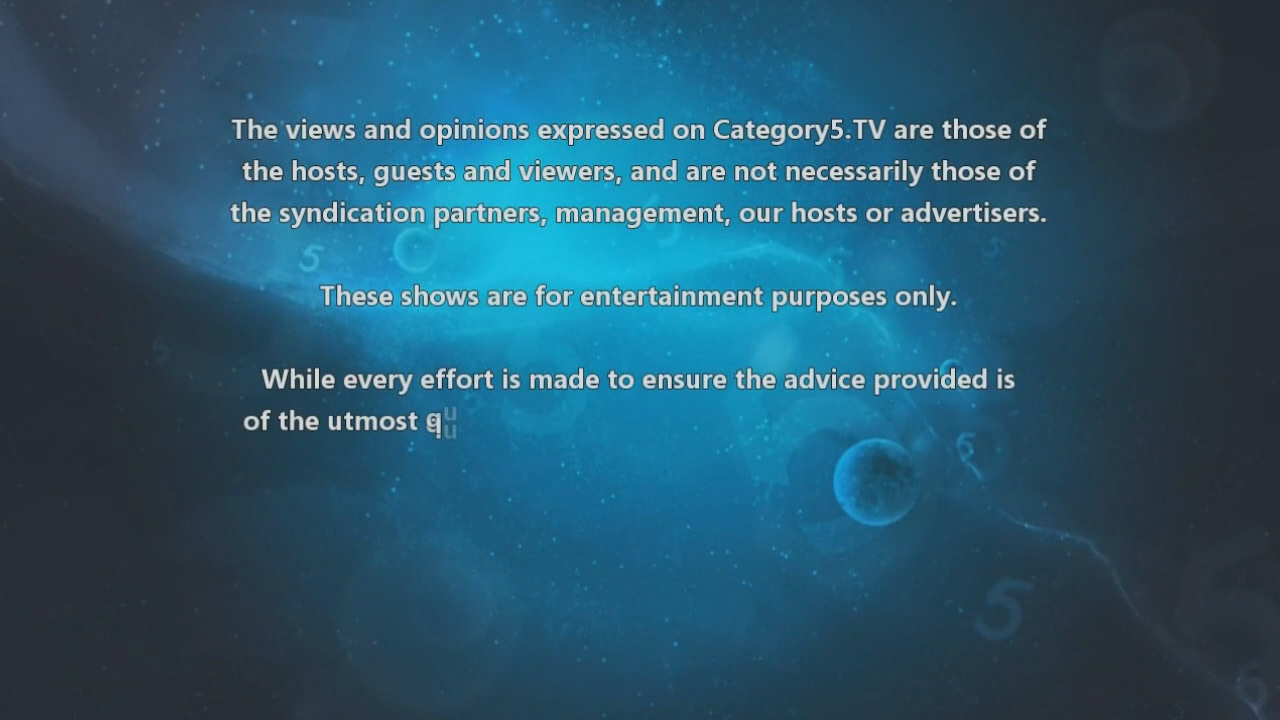 The views and opinions expressed on Category5.TV are those of
the hosts, guests and viewers, and are not necessarily those of
the syndication partners, management, our hosts or advertisers.
These shows are for entertainment purposes only.
While every effort is made to ensure the advice provided is
of the utmost